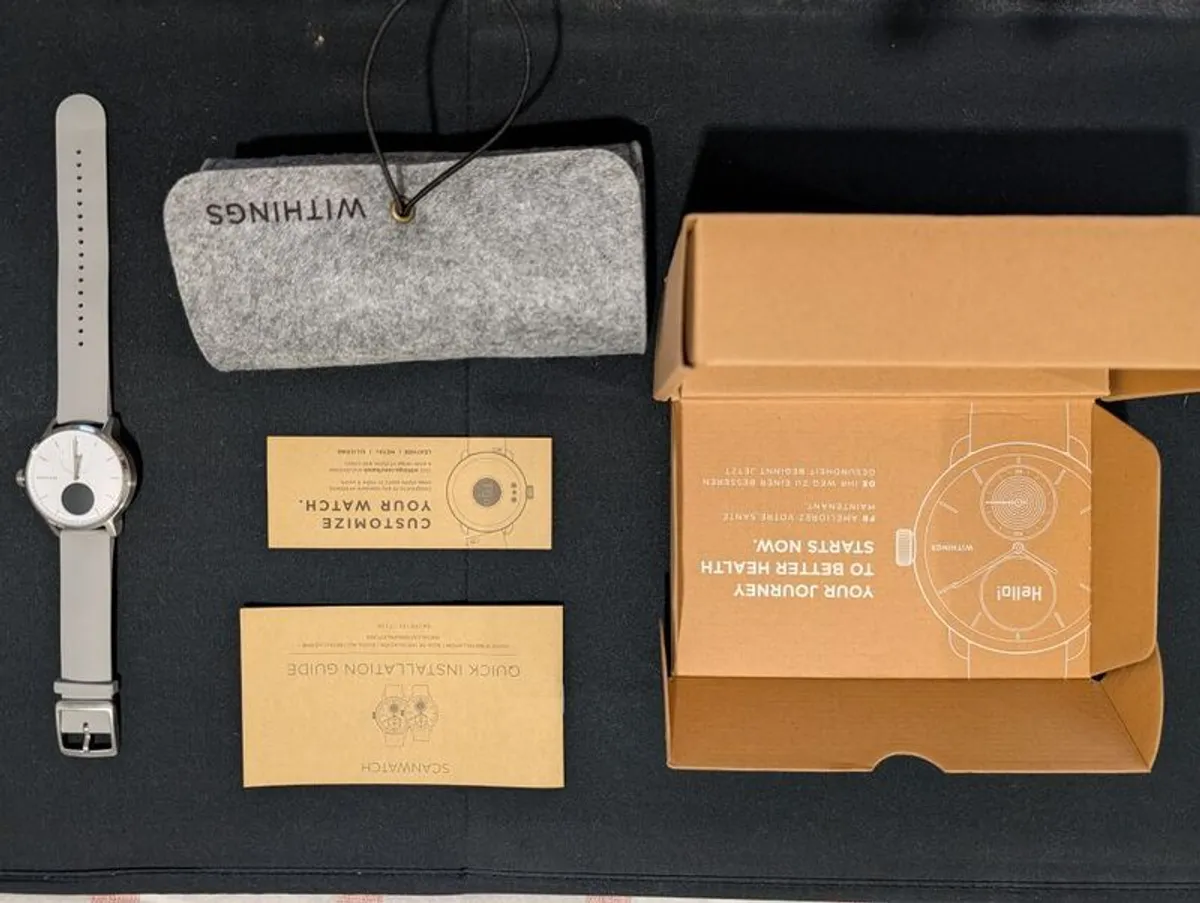 WITHINGS
CUSTOMIZE
YOUR WATCH.
LEATHER | METAL | SILICONE
SCANWATCH
QUICK INSTALLATION GUIDE
Hello!
WITHINGS
YOUR JOURNEY
TO BETTER HEALTH
STARTS NOW.
FR AMÉLIOREZ VOTRE SANTÉ
MAINTENANT.
DE IHR WEG ZU EINER BESSEREN
GESUNDHEIT BEGINNT JETZT